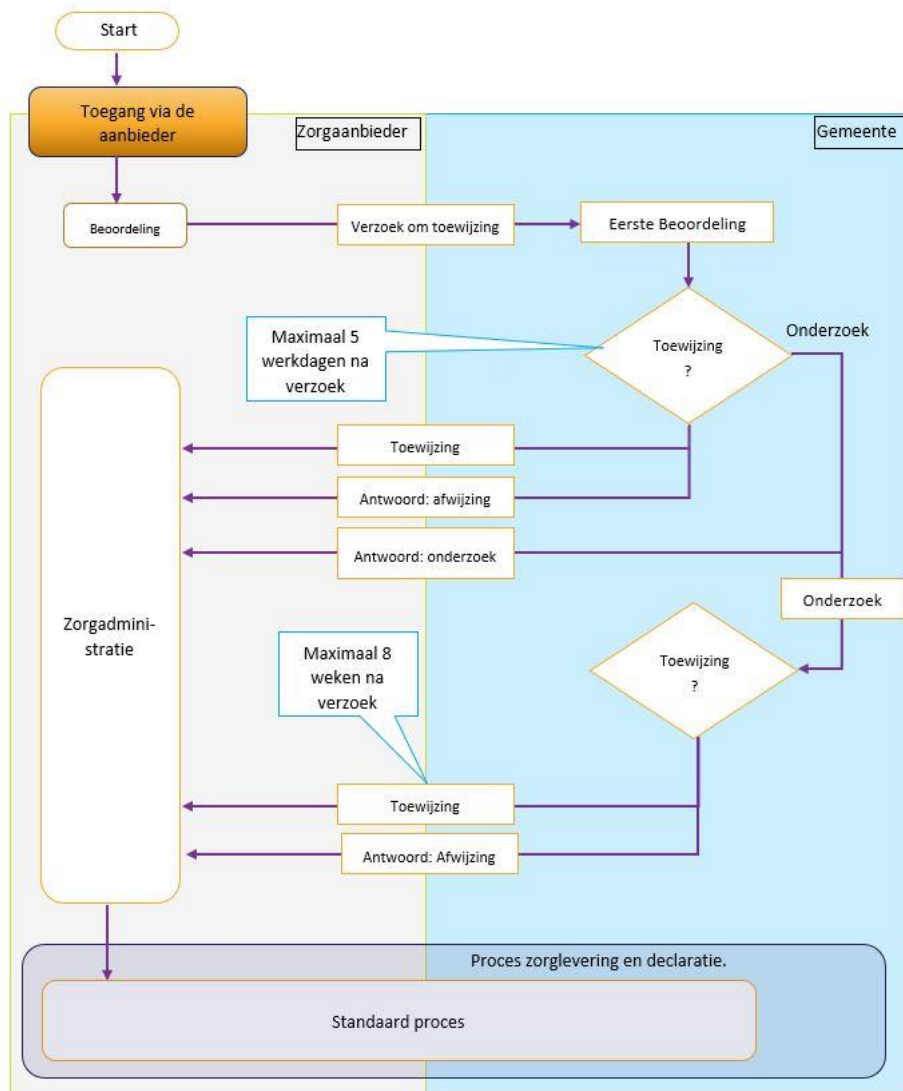 Start
Toegang via de
aanbieder
Zorgaanbieder
Gemeente
Beoordeling
Verzoek om toewijzing
Eerste Beoordeling
Maximaal 5
werkdagen na
verzoek
Toewijzing
?
Onderzoek
Toewijzing
Antwoord: afwijzing
Antwoord: onderzoek
Onderzoek
Zorgadmini-
stratie
Maximaal 8
weken na
verzoek
Toewijzing
?
Toewijzing
Antwoord: Afwijzing
Proces zorglevering en declaratie.
Standaard proces